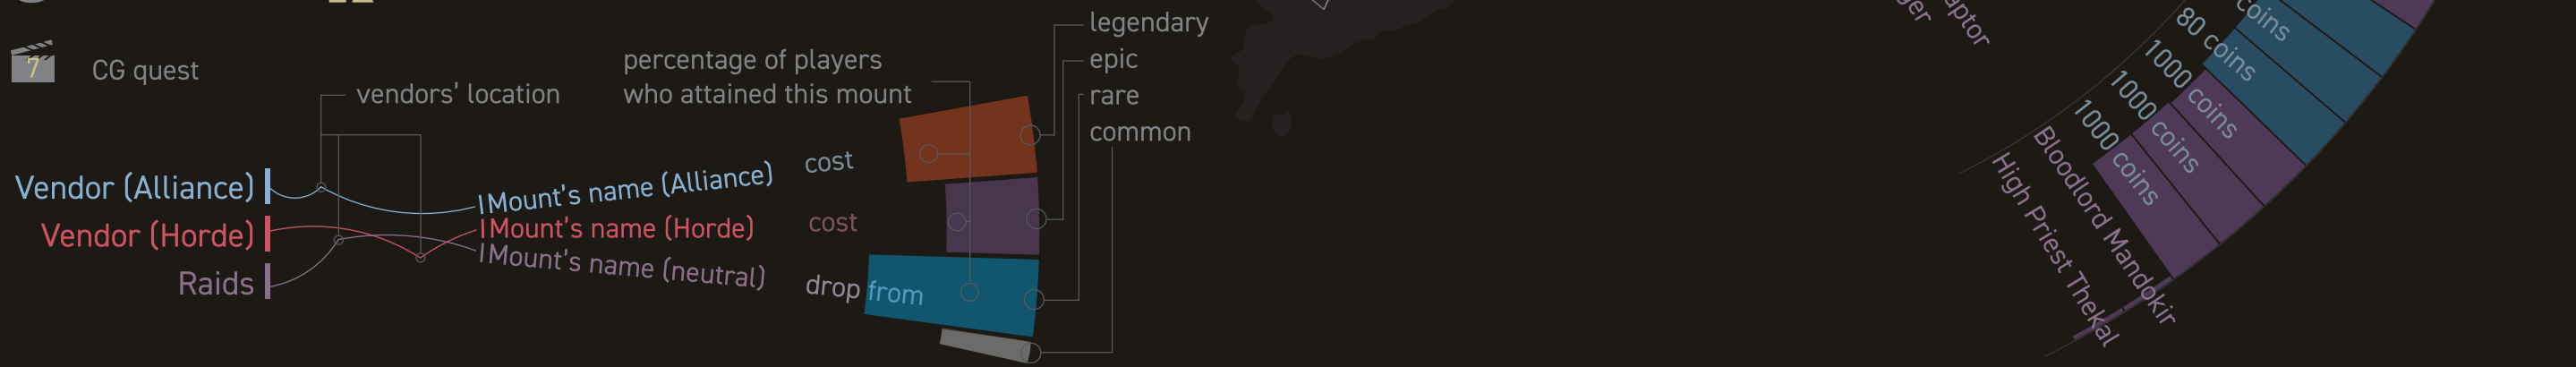 7
CG quest
vendors' location
percentage of players
who attained this mount
legendary
epic
rare
common
Vendor (Alliance)
Vendor (Horde)
Raids
Mount's name (Alliance)
Mount's name (Horde)
Mount's name (neutral)
cost
cost
drop from
coins
80 coins
1000 coins
1000 coins
1000 coins
Bloodlord Mandokir
High Priest Thekal